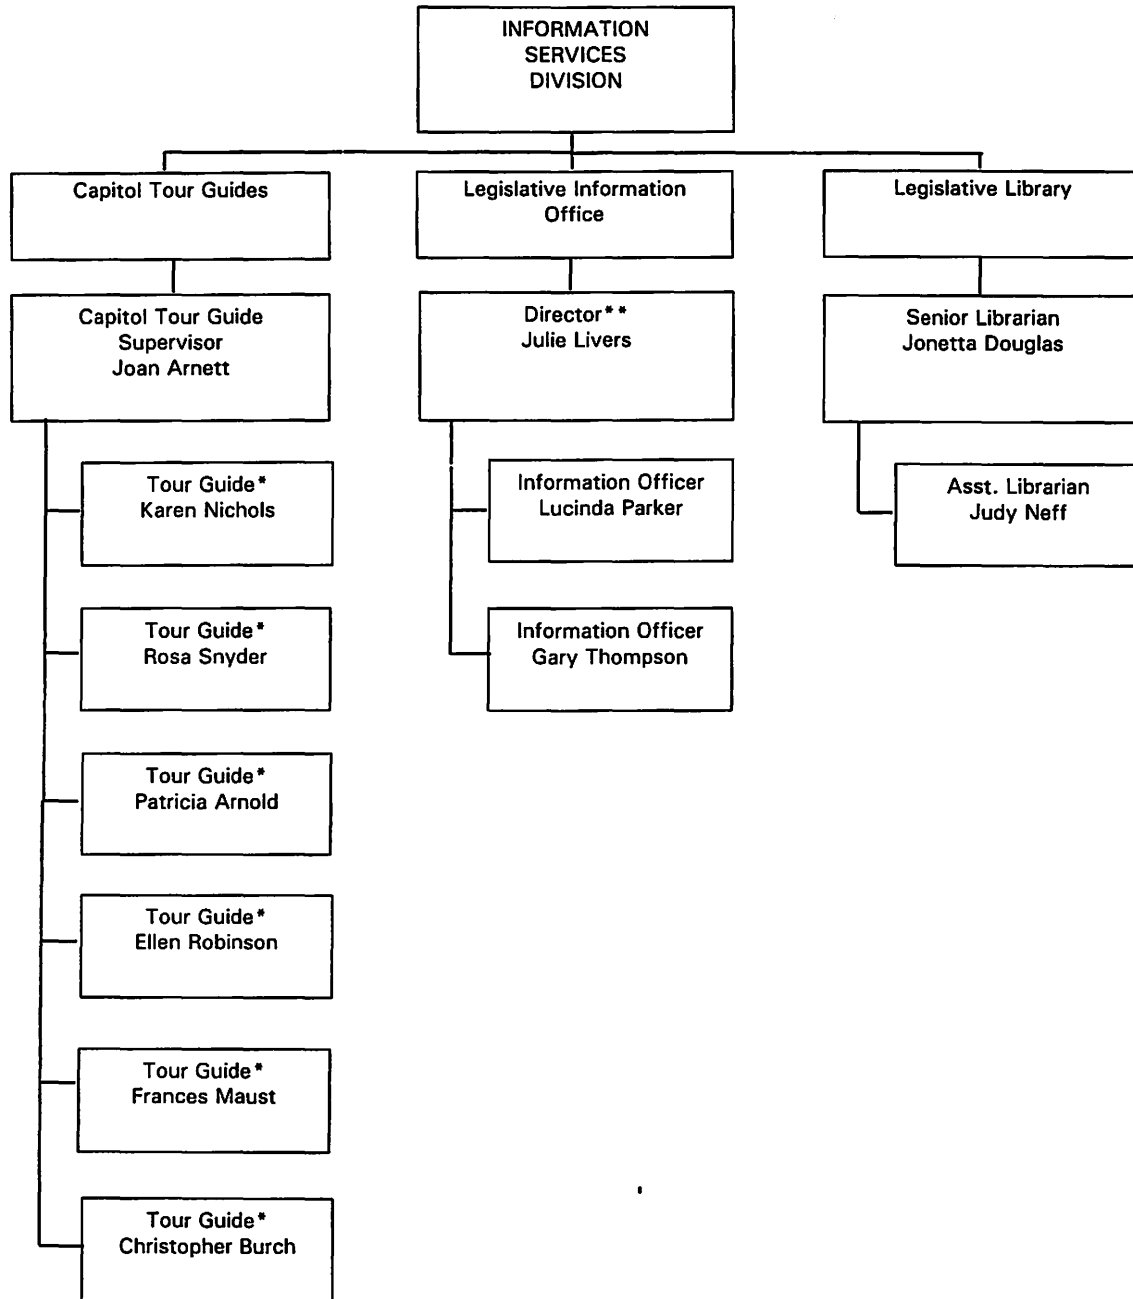 INFORMATION
SERVICES
DIVISION
Capitol Tour Guides
Legislative Information
Office
Legislative Library
Capitol Tour Guide
Supervisor
Joan Arnett
Director**
Julie Livers
Senior Librarian
Jonetta Douglas
Tour Guide*
Karen Nichols
Information Officer
Lucinda Parker
Asst. Librarian
Judy Neff
Tour Guide*
Rosa Snyder
Information Officer
Gary Thompson
Tour Guide*
Patricia Arnold
Tour Guide*
Ellen Robinson
Tour Guide*
Frances Maust
Tour Guide*
Christopher Burch